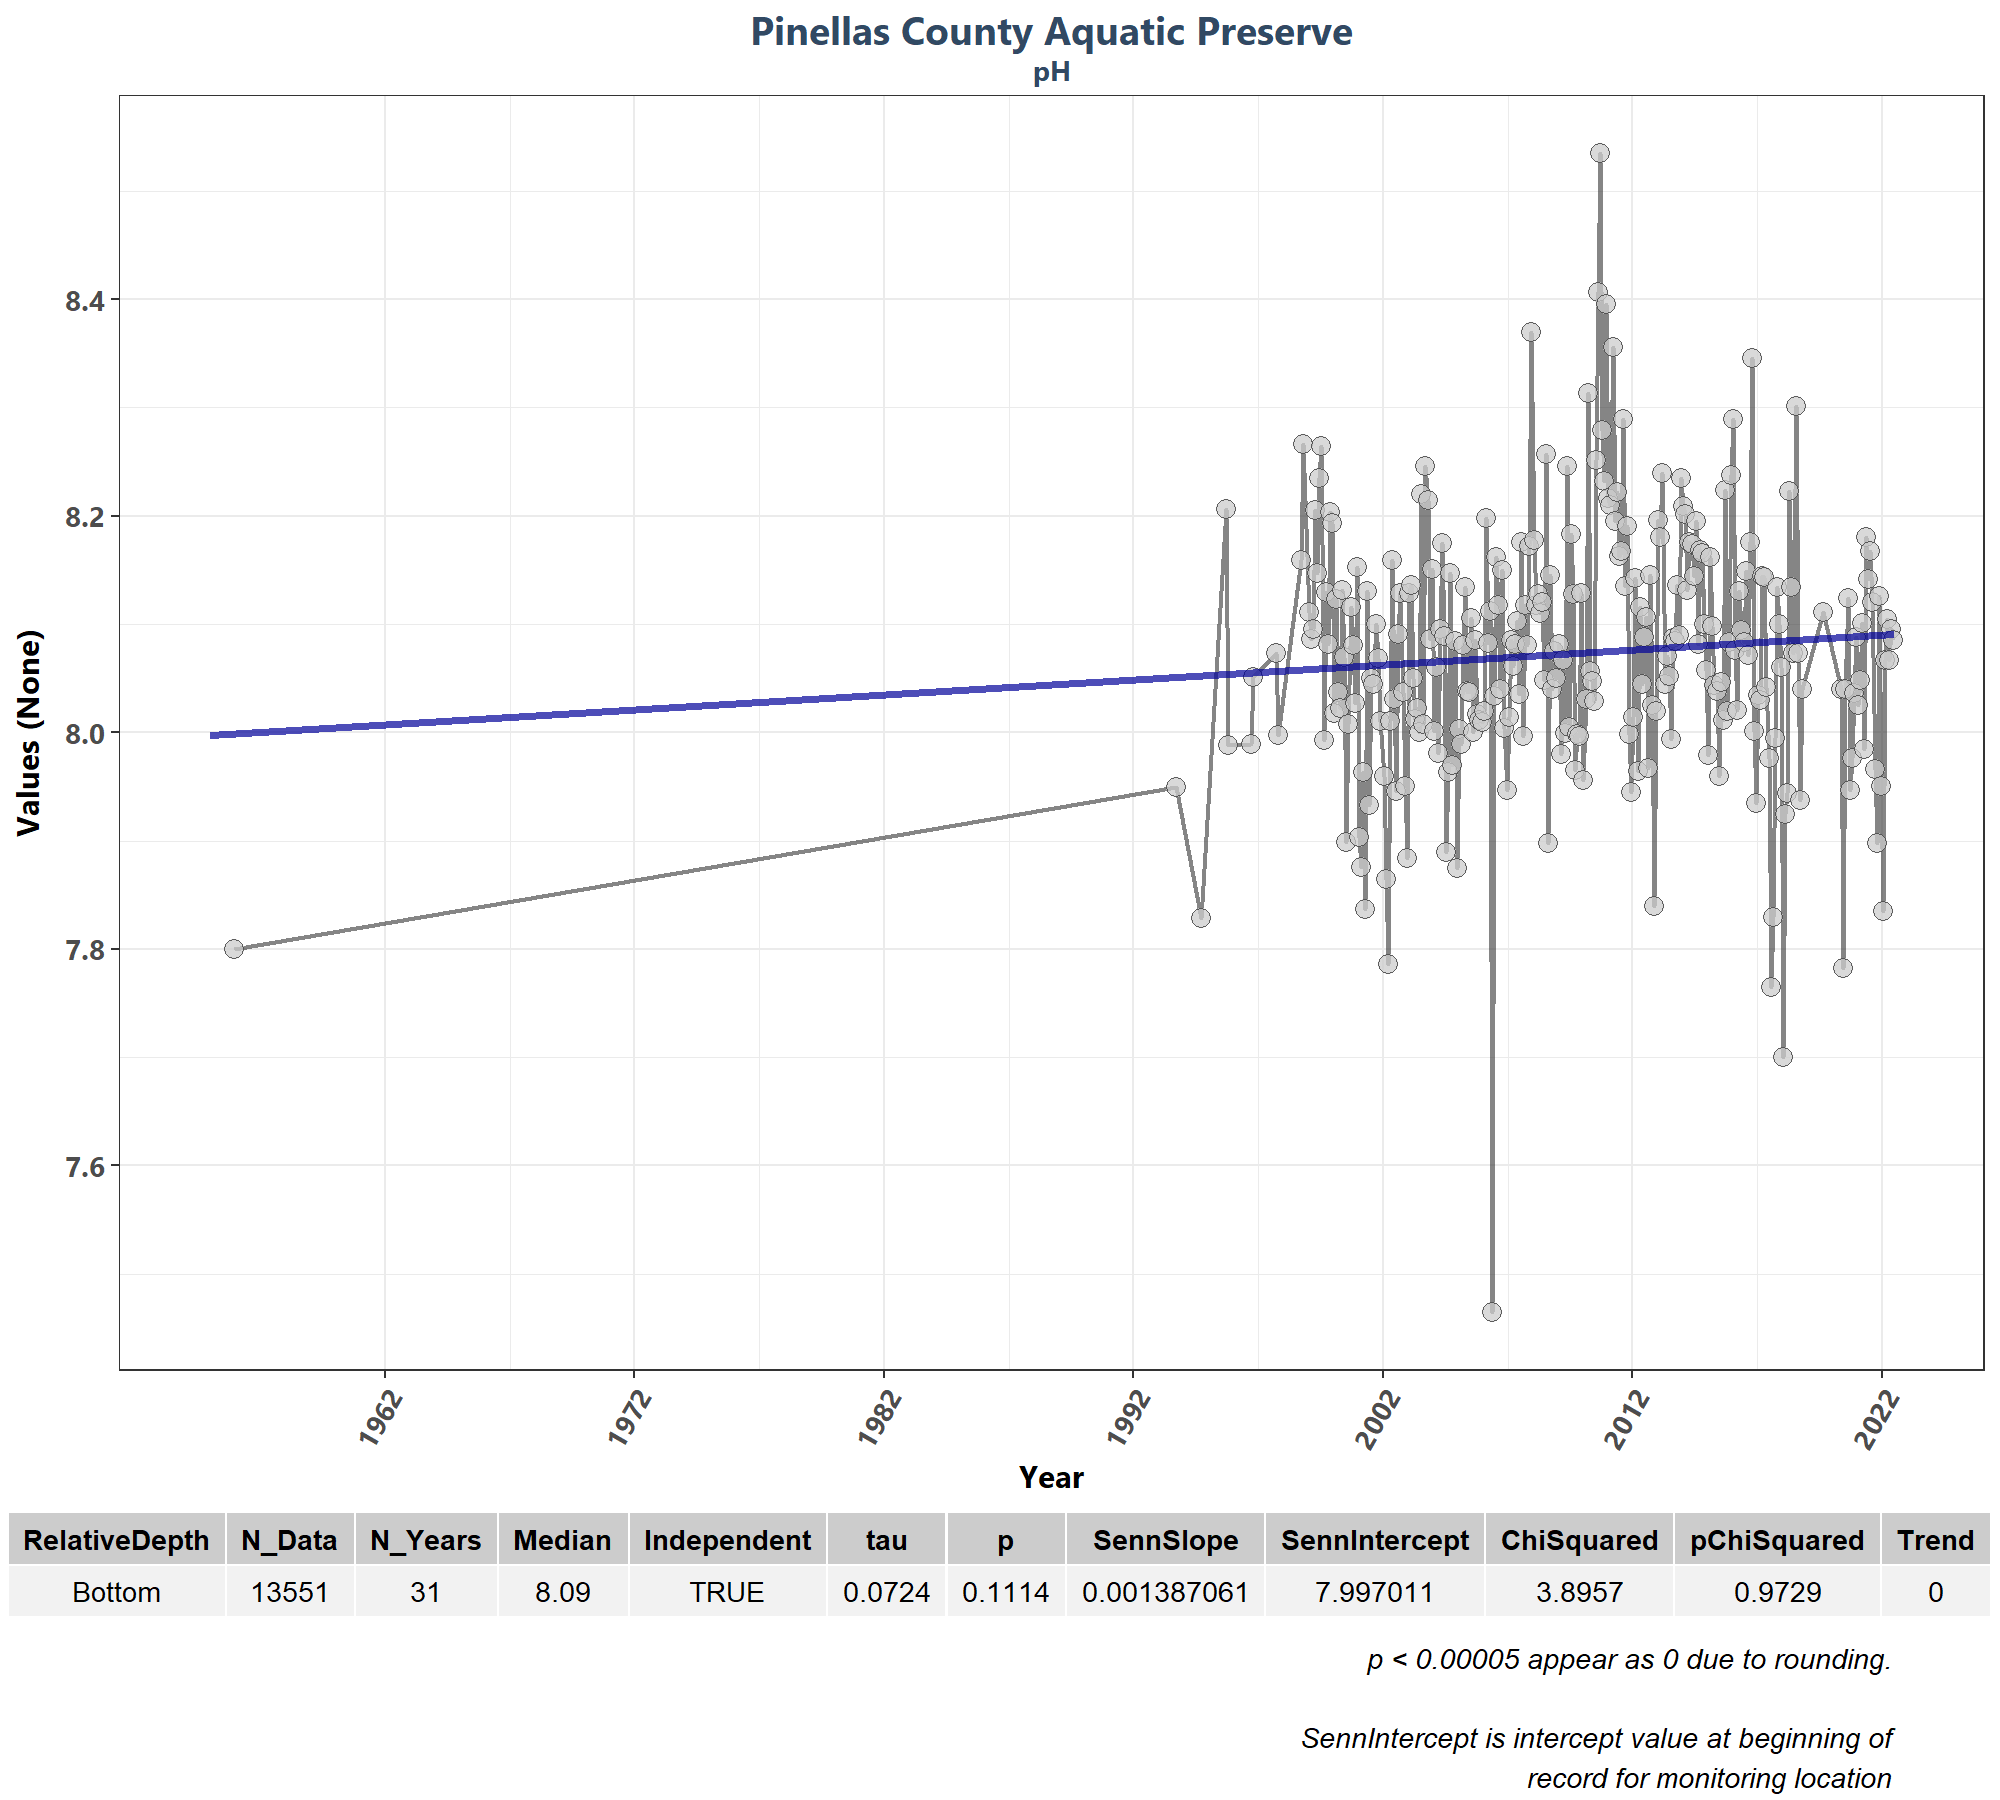 Pinellas County Aquatic Preserve
pH
Values (None)
8.4
8.2
8.0
7.8
7.6
1962
1972
1982
1992
2002
2012
2022
Year
RelativeDepth N_Data N_Years Median Independent tau p SennSlope SennIntercept ChiSquared pChiSquared Trend
Bottom 13551 31 8.09 TRUE 0.0724 0.1114 0.001387061 7.997011 3.8957 0.9729 0
p < 0.00005 appear as 0 due to rounding.
SennIntercept is intercept value at beginning of
record for monitoring location